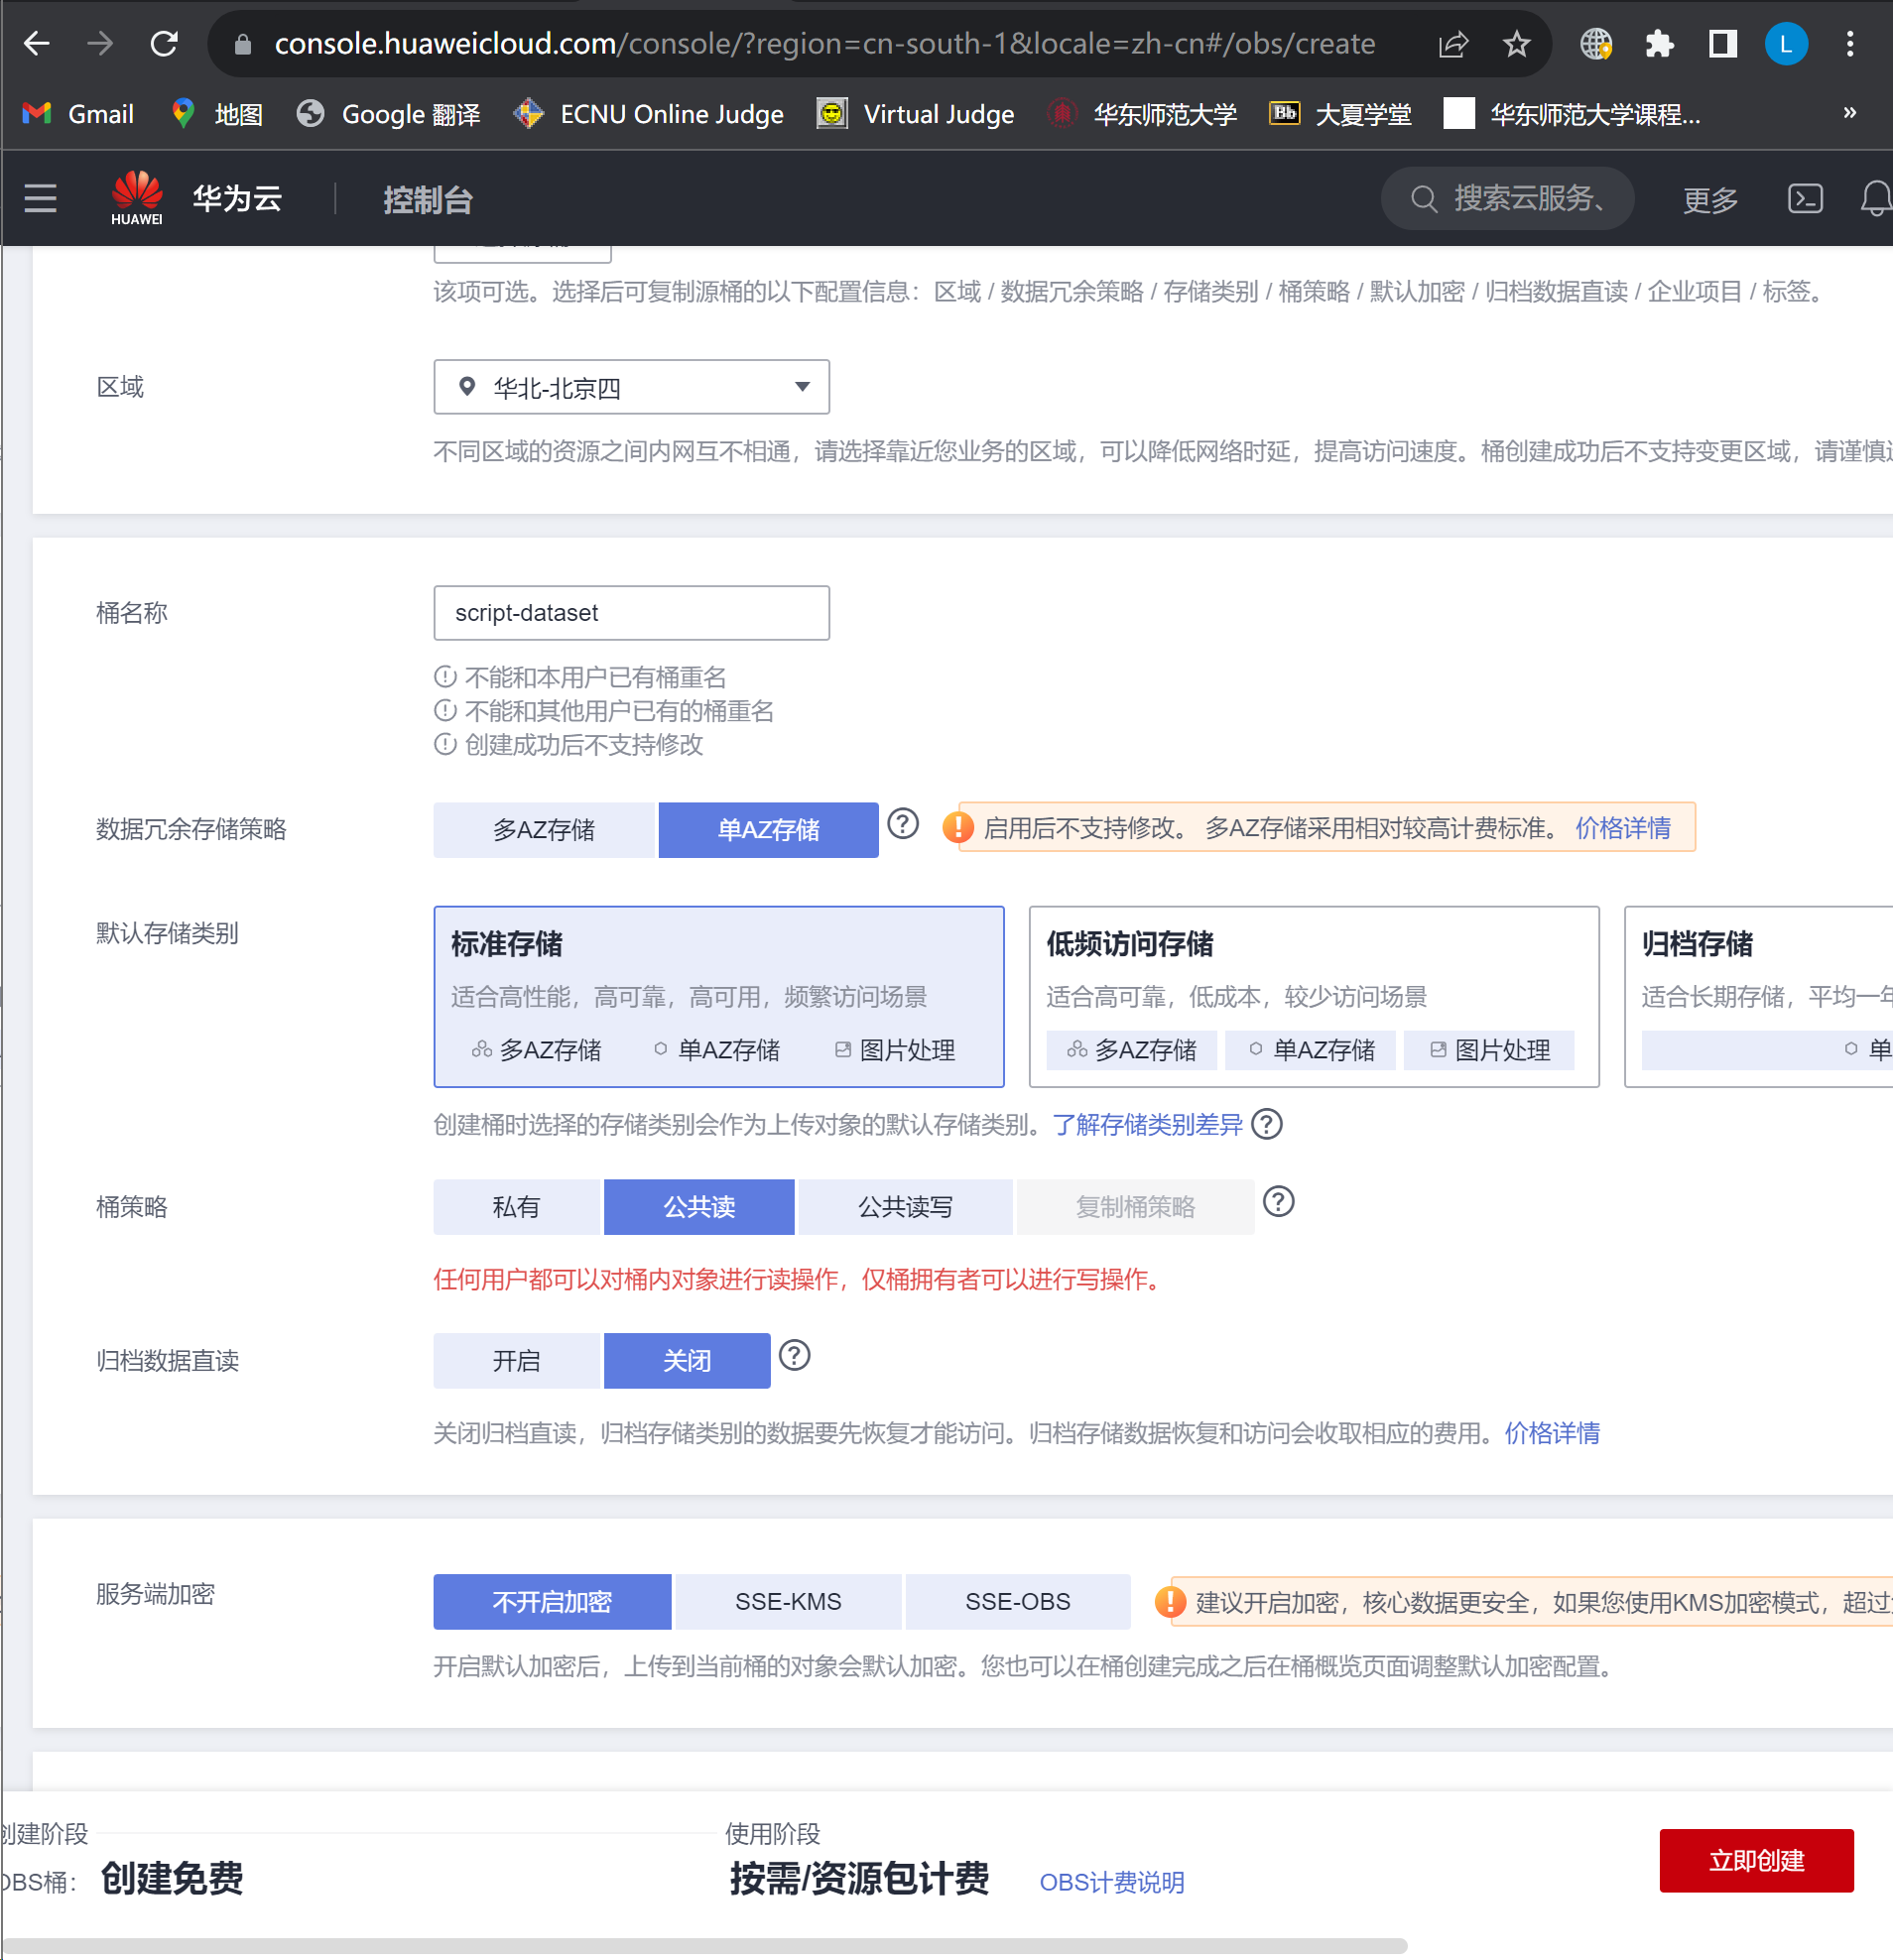 console.huaweicloud.com/console/?region=cn-south-1&locale=zh-cn#/obs/create
L
Gmail 地图 Google 翻译 ECNU Online Judge Virtual Judge 华东师范大学 Bb 大夏学堂 华东师范大学课程... »
HUAWEI 华为云 控制台 搜索云服务、 更多
该项可选。选择后可复制源桶的以下配置信息：区域 / 数据冗余策略 / 存储类别 / 桶策略 / 默认加密 / 归档数据直读 / 企业项目 / 标签。
区域 华北-北京四
不同区域的资源之间内网互不相通，请选择靠近您业务的区域，可以降低网络时延，提高访问速度。桶创建成功后不支持变更区域，请谨慎
桶名称 script-dataset
不能和本用户已有桶重名
不能和其他用户已有的桶重名
创建成功后不支持修改
数据冗余存储策略 多AZ存储 单AZ存储 启用后不支持修改。 多AZ存储采用相对较高计费标准。 价格详情
默认存储类别
标准存储 低频访问存储 归档存储
适合高性能，高可靠，高可用，频繁访问场景 适合高可靠，低成本，较少访问场景 适合长期存储，平均一年
多AZ存储 单AZ存储 图片处理 多AZ存储 单AZ存储 图片处理 单
创建桶时选择的存储类别会作为上传对象的默认存储类别。了解存储类别差异
桶策略 私有 公共读 公共读写 复制桶策略
任何用户都可以对桶内对象进行读操作，仅桶拥有者可以进行写操作。
归档数据直读 开启 关闭
关闭归档直读，归档存储类别的数据要先恢复才能访问。归档存储数据恢复和访问会收取相应的费用。价格详情
服务端加密 不开启加密 SSE-KMS SSE-OBS 建议开启加密，核心数据更安全，如果您使用KMS加密模式，超过
开启默认加密后，上传到当前桶的对象会默认加密。您也可以在桶创建完成之后在桶概览页面调整默认加密配置。
创建阶段 使用阶段
OBS桶： 创建免费 按需/资源包计费 OBS计费说明 立即创建